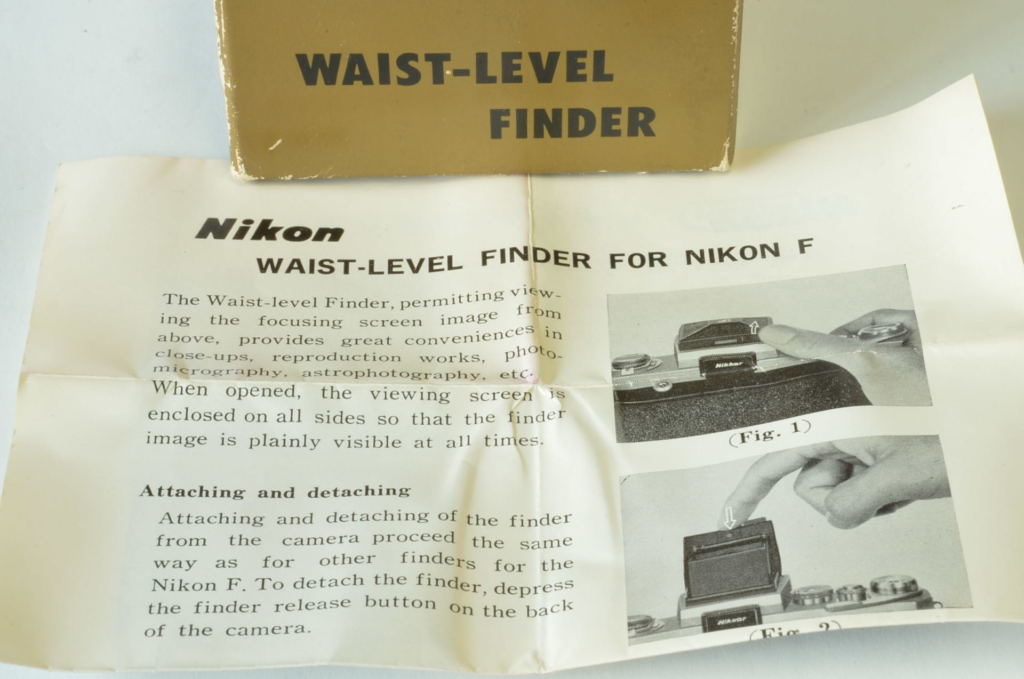 WAIST-LEVEL
FINDER
Nikon
WAIST-LEVEL FINDER FOR NIKON F
The Waist-level Finder, permitting view-
ing the focusing screen image from
above, provides great conveniences in
close-ups, reproduction works, photo-
micrography, astrophotography, etc.
When opened, the viewing screen is
enclosed on all sides so that the finder
image is plainly visible at all times.
Attaching and detaching
Attaching and detaching of the finder
from the camera proceed the same
way as for other finders for the
Nikon F. To detach the finder, depress
the finder release button on the back
of the camera.
Nikkor
(Fig. 1)
(Fig. 2)